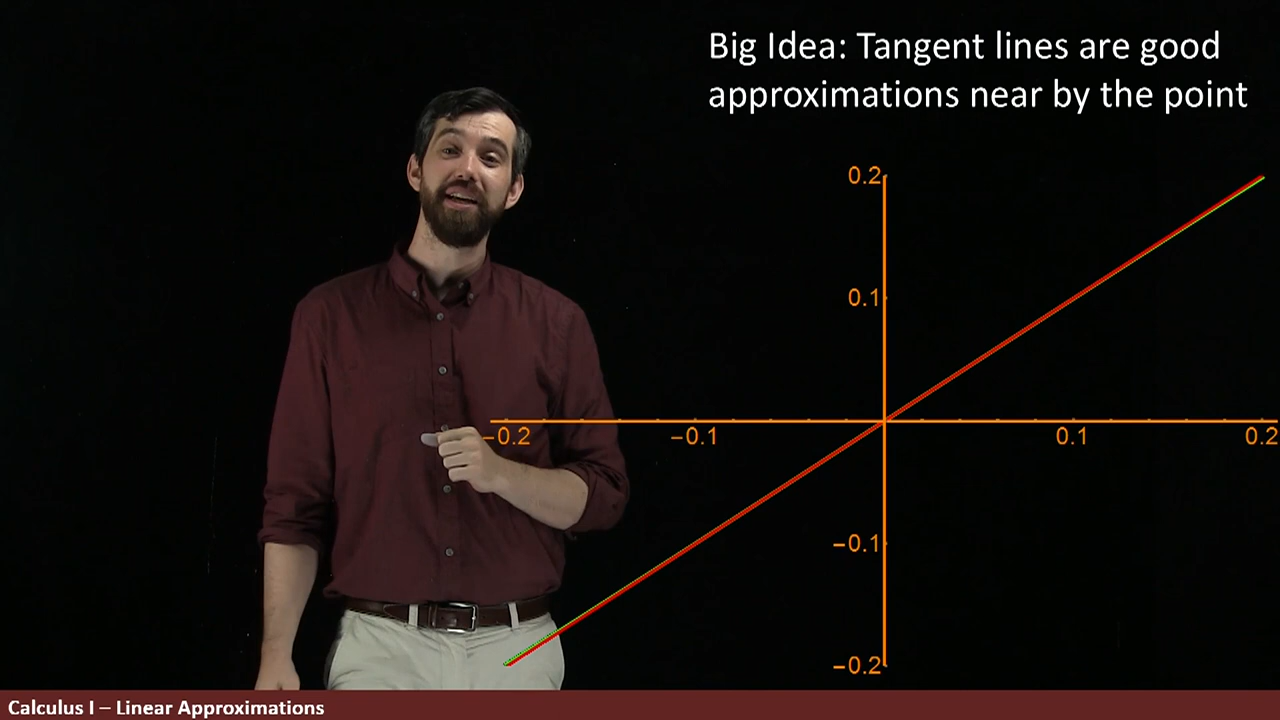 Big Idea: Tangent lines are good
approximations near by the point
0.2
0.1
−0.2
−0.1
0.1
0.2
−0.1
−0.2
Calculus I – Linear Approximations